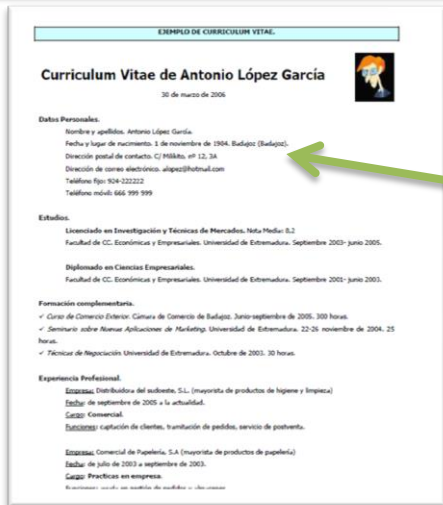 EJEMPLO DE CURRICULUM VITAE.
Curriculum Vitae de Antonio López García
30 de marzo de 2006
Datos Personales.
Nombre y apellidos. Antonio López García.
Fecha y lugar de nacimiento. 1 de noviembre de 1984. Badajoz (Badajoz).
Dirección postal de contacto. C/ Milikito, nº 12, 3A
Dirección de correo electrónico. alopez@hotmail.com
Teléfono fijo: 924-222222
Teléfono móvil: 666 999 999
Estudios.
Licenciado en Investigación y Técnicas de Mercados. Nota Media: 8,2
Facultad de CC. Económicas y Empresariales. Universidad de Extremadura. Septiembre 2003- junio 2005.
Diplomado en Ciencias Empresariales.
Facultad de CC. Económicas y Empresariales. Universidad de Extremadura. Septiembre 2001- junio 2003.
Formación complementaria.
✓ Curso de Comercio Exterior. Cámara de Comercio de Badajoz. Junio-septiembre de 2005. 300 horas.
✓ Seminario sobre Nuevas Aplicaciones de Marketing. Universidad de Extremadura. 22-26 noviembre de 2004. 25
horas.
✓ Técnicas de Negociación. Universidad de Extremadura. Octubre de 2003. 30 horas.
Experiencia Profesional.
Empresa: Distribuidora del sudoeste, S.L. (mayorista de productos de higiene y limpieza)
Fecha: de septiembre de 2005 a la actualidad.
Cargo: Comercial.
Funciones: captución de clientes, tramitación de pedidos, servicio de postventa.
Empresa: Comercial de Papelería, S.A (mayorista de productos de papelería)
Fecha: de julio de 2003 a septiembre de 2003.
Cargo: Practicas en empresa.